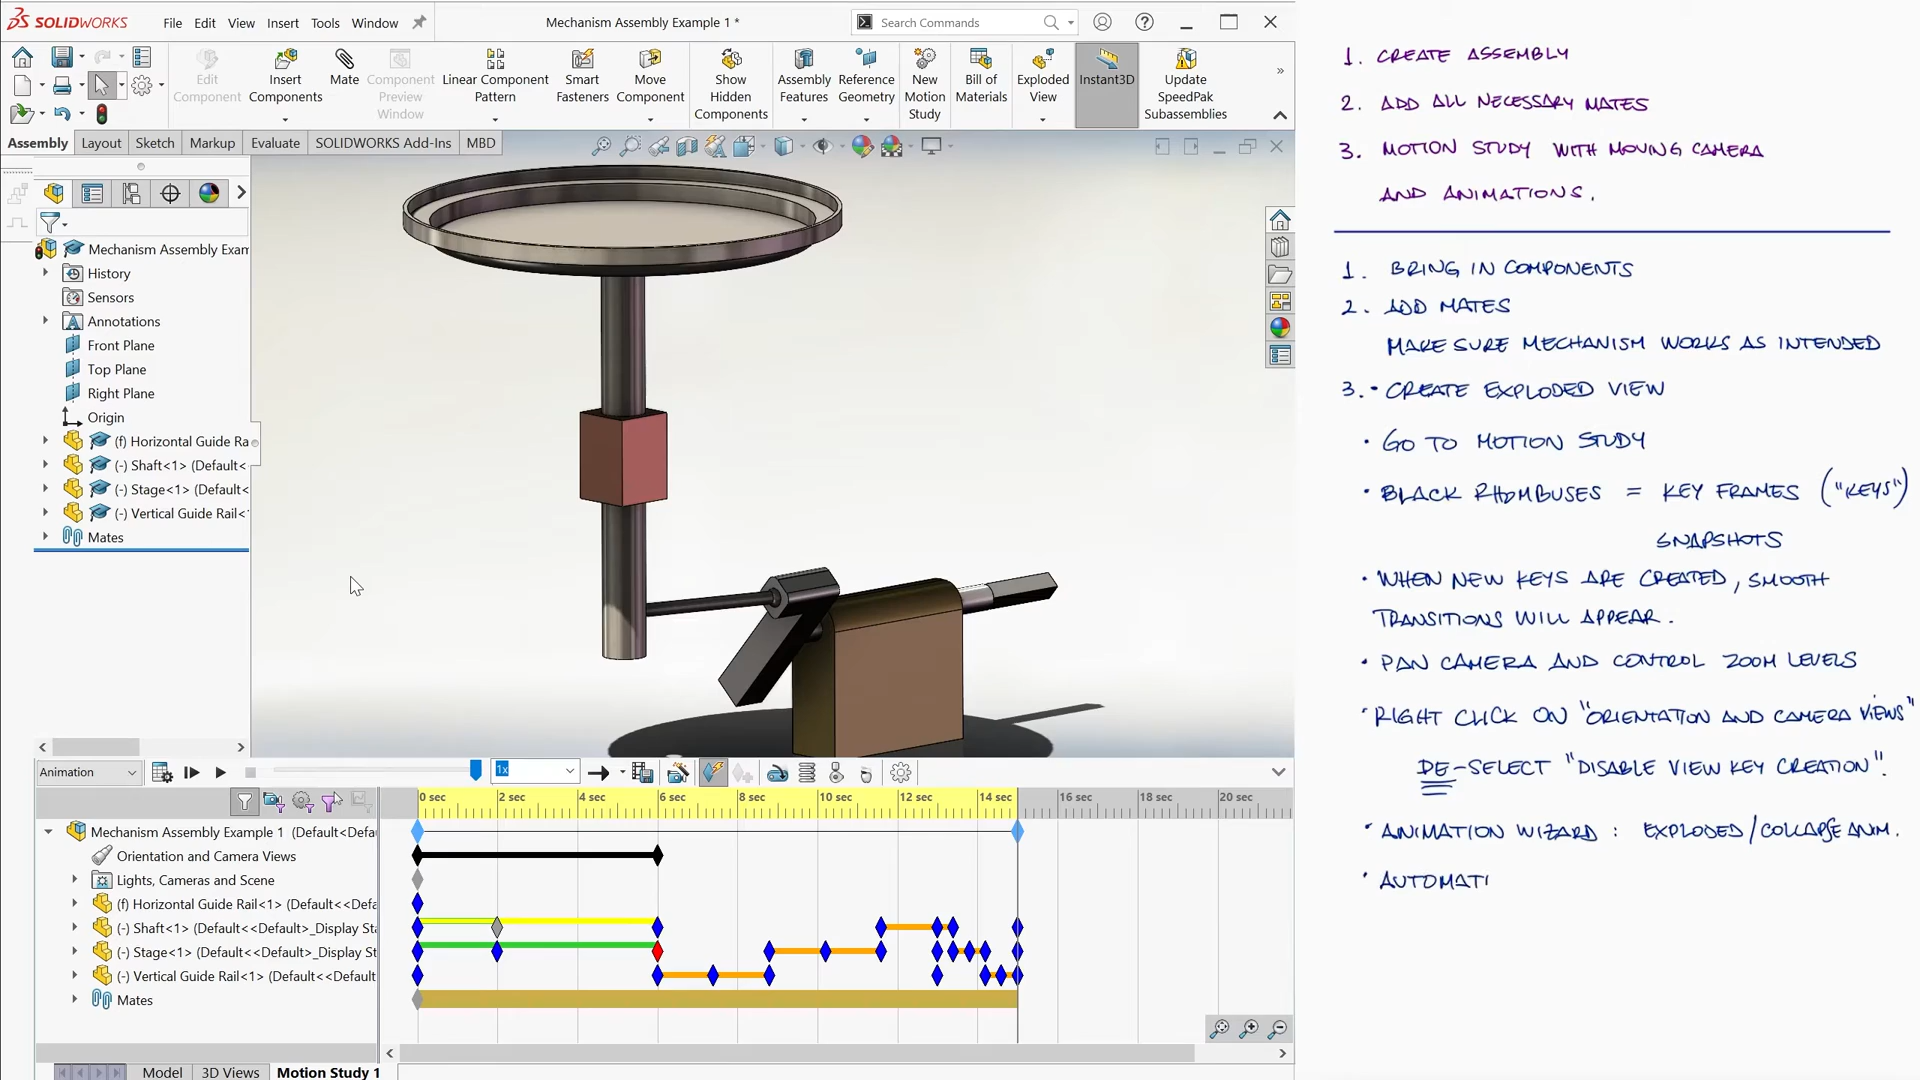 SOLIDWORKS File Edit View Insert Tools Window Mechanism Assembly Example 1 * Search Commands
Edit Component
Insert Components
Mate
Component Preview Window
Linear Component Pattern
Smart Fasteners
Move Component
Show Hidden Components
Assembly Features
Reference Geometry
New Motion Study
Bill of Materials
Exploded View
Instant3D
Update SpeedPak Subassemblies
Assembly Layout Sketch Markup Evaluate SOLIDWORKS Add-Ins MBD
Mechanism Assembly Exam
History
Sensors
Annotations
Front Plane
Top Plane
Right Plane
Origin
(f) Horizontal Guide Ra
(-) Shaft<1> (Default<
(-) Stage<1> (Default<
(-) Vertical Guide Rail<
Mates
Animation 1x
0 sec 2 sec 4 sec 6 sec 8 sec 10 sec 12 sec 14 sec 16 sec 18 sec 20 sec
Mechanism Assembly Example 1 (Default<Defau
Orientation and Camera Views
Lights, Cameras and Scene
(f) Horizontal Guide Rail<1> (Default<<Defa
(-) Shaft<1> (Default<<Default>_Display Sta
(-) Stage<1> (Default<<Default>_Display St
(-) Vertical Guide Rail<1> (Default<<Default
Mates
Model 3D Views Motion Study 1
1. CREATE ASSEMBLY
2. ADD ALL NECESSARY MATES
3. MOTION STUDY WITH MOVING CAMERA
AND ANIMATIONS.
1. BRING IN COMPONENTS
2. ADD MATES
MAKE SURE MECHANISM WORKS AS INTENDED
3. • CREATE EXPLODED VIEW
• GO TO MOTION STUDY
• BLACK RHOMBUSES = KEY FRAMES ("KEYS")
SNAPSHOTS
• WHEN NEW KEYS ARE CREATED, SMOOTH
TRANSITIONS WILL APPEAR.
• PAN CAMERA AND CONTROL ZOOM LEVELS
• RIGHT CLICK ON "ORIENTATION AND CAMERA VIEWS"
DE-SELECT "DISABLE VIEW KEY CREATION".
• ANIMATION WIZARD : EXPLODED/COLLAPSE ANIM.
• AUTOMATI